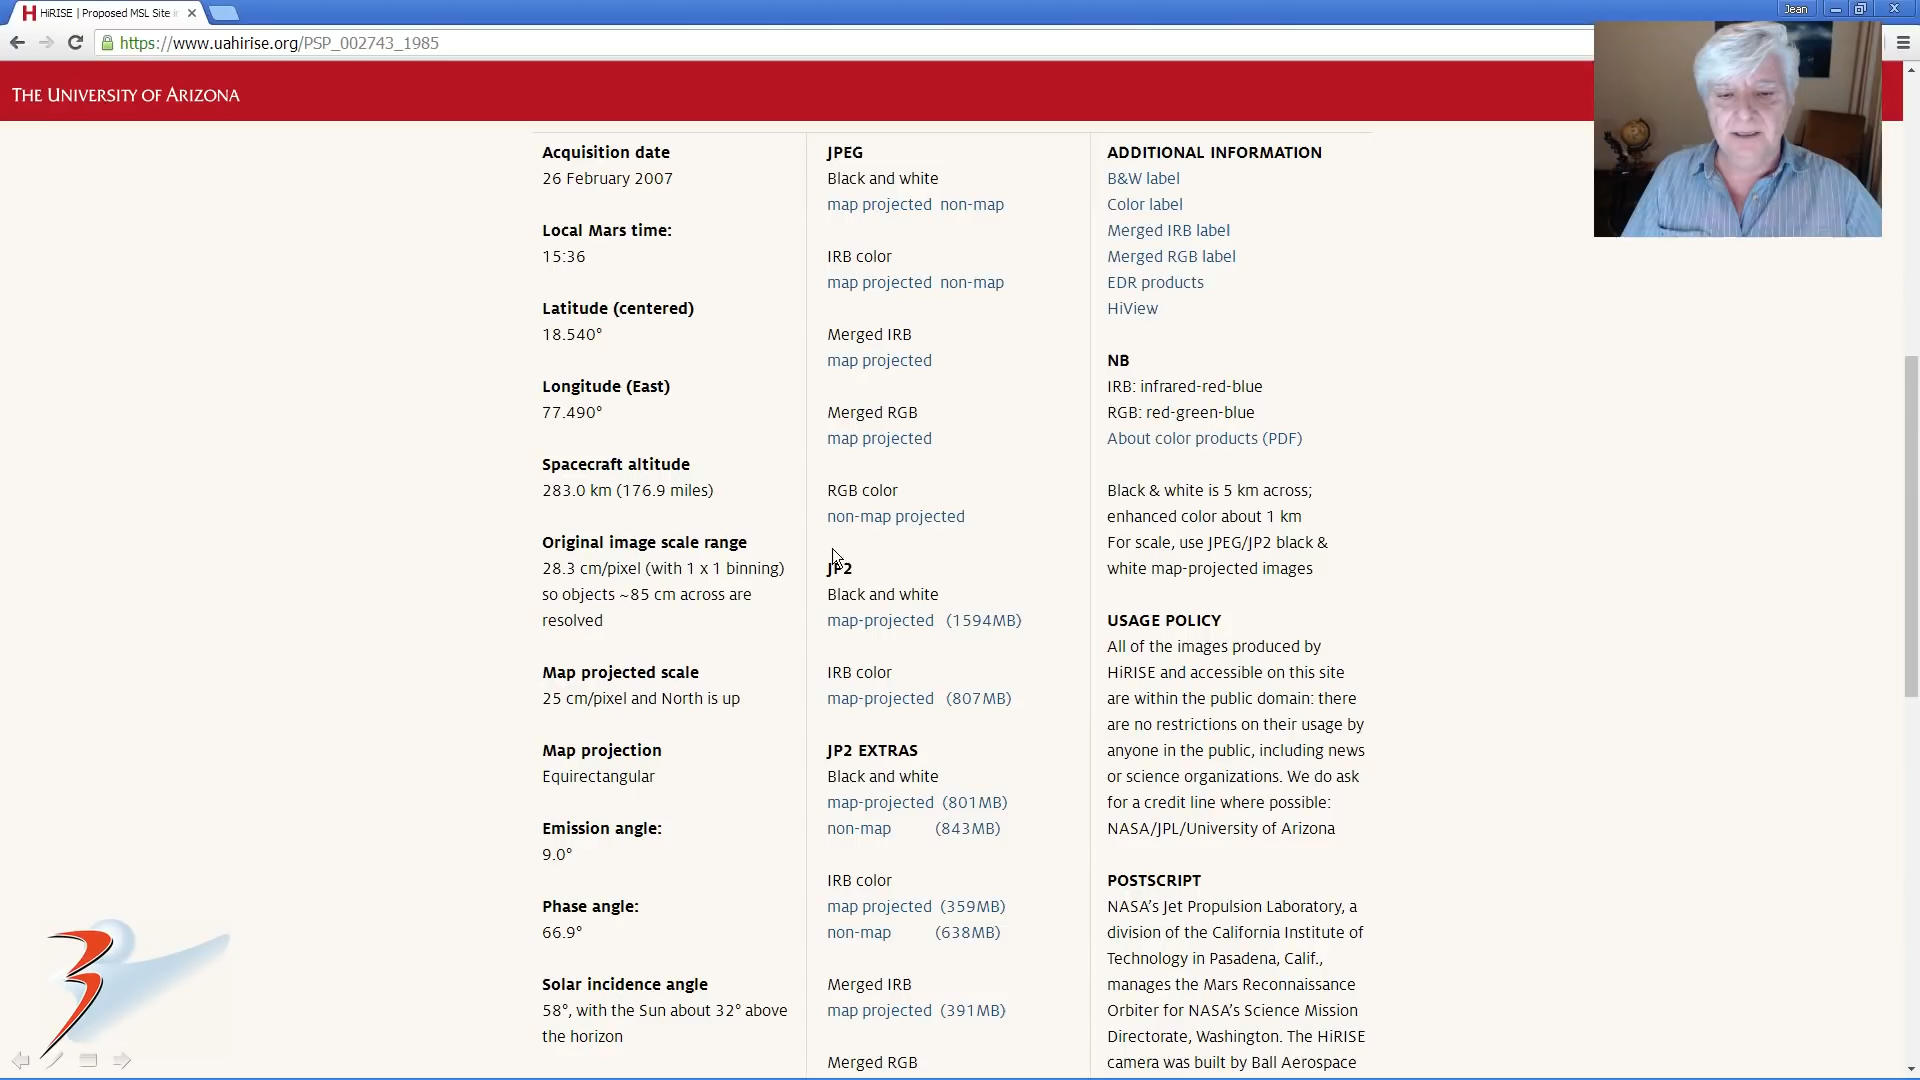 HiRISE | Proposed MSL Site i
Jean
https://www.uahirise.org/PSP_002743_1985
THE UNIVERSITY OF ARIZONA
Acquisition date
26 February 2007
Local Mars time:
15:36
Latitude (centered)
18.540°
Longitude (East)
77.490°
Spacecraft altitude
283.0 km (176.9 miles)
Original image scale range
28.3 cm/pixel (with 1 x 1 binning)
so objects ~85 cm across are
resolved
Map projected scale
25 cm/pixel and North is up
Map projection
Equirectangular
Emission angle:
9.0°
Phase angle:
66.9°
Solar incidence angle
58°, with the Sun about 32° above
the horizon
JPEG
Black and white
map projected non-map
IRB color
map projected non-map
Merged IRB
map projected
Merged RGB
map projected
RGB color
non-map projected
JP2
Black and white
map-projected (1594MB)
IRB color
map-projected (807MB)
JP2 EXTRAS
Black and white
map-projected (801MB)
non-map (843MB)
IRB color
map projected (359MB)
non-map (638MB)
Merged IRB
map projected (391MB)
Merged RGB
ADDITIONAL INFORMATION
B&W label
Color label
Merged IRB label
Merged RGB label
EDR products
HiView
NB
IRB: infrared-red-blue
RGB: red-green-blue
About color products (PDF)
Black & white is 5 km across;
enhanced color about 1 km
For scale, use JPEG/JP2 black &
white map-projected images
USAGE POLICY
All of the images produced by
HiRISE and accessible on this site
are within the public domain: there
are no restrictions on their usage by
anyone in the public, including news
or science organizations. We do ask
for a credit line where possible:
NASA/JPL/University of Arizona
POSTSCRIPT
NASA’s Jet Propulsion Laboratory, a
division of the California Institute of
Technology in Pasadena, Calif.,
manages the Mars Reconnaissance
Orbiter for NASA’s Science Mission
Directorate, Washington. The HiRISE
camera was built by Ball Aerospace